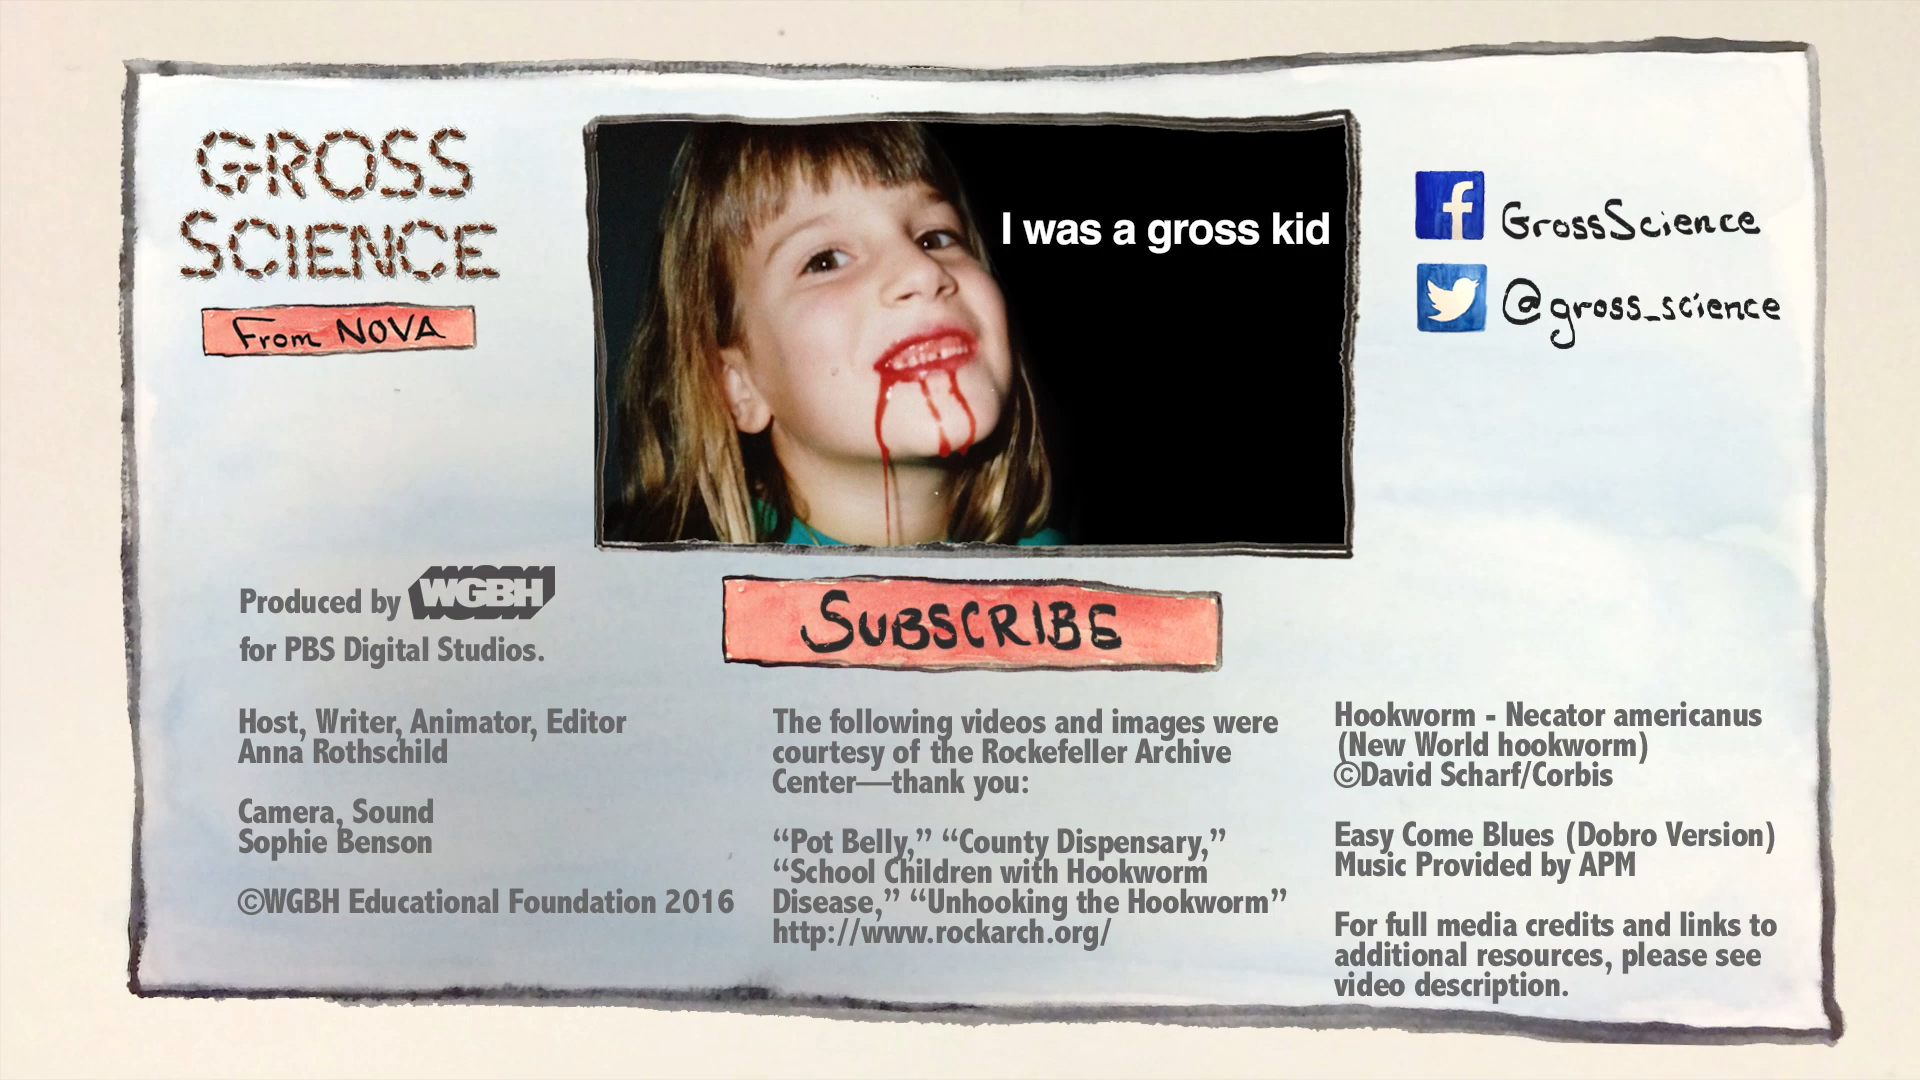 GROSS
SCIENCE
From NOVA
I was a gross kid
GrossScience
@gross_science
Produced by WGBH
for PBS Digital Studios.
SUBSCRIBE
Host, Writer, Animator, Editor
Anna Rothschild
Camera, Sound
Sophie Benson
©WGBH Educational Foundation 2016
The following videos and images were
courtesy of the Rockefeller Archive
Center—thank you:
“Pot Belly,” “County Dispensary,”
“School Children with Hookworm
Disease,” “Unhooking the Hookworm”
http://www.rockarch.org/
Hookworm - Necator americanus
(New World hookworm)
©David Scharf/Corbis
Easy Come Blues (Dobro Version)
Music Provided by APM
For full media credits and links to
additional resources, please see
video description.